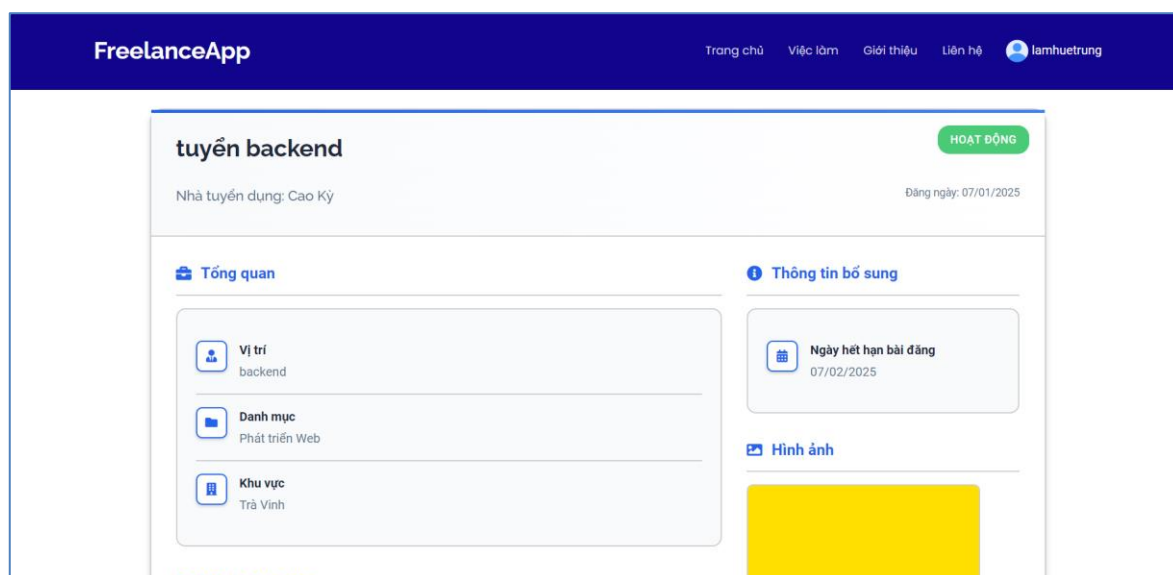 FreelanceApp
Trang chủ Việc làm Giới thiệu Liên hệ lamhuetrung
tuyển backend
HOẠT ĐỘNG
Nhà tuyển dụng: Cao Kỳ
Đăng ngày: 07/01/2025
Tổng quan
Vị trí
backend
Danh mục
Phát triển Web
Khu vực
Trà Vinh
Thông tin bổ sung
Ngày hết hạn bài đăng
07/02/2025
Hình ảnh